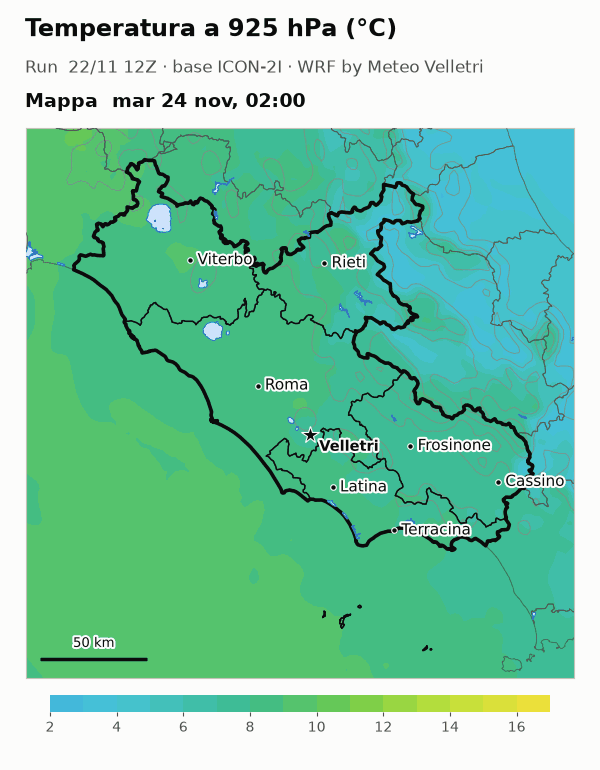 Temperatura a 925 hPa (°C)
Run  22/11 12Z · base ICON-2I · WRF by Meteo Velletri
Mappa  mar 24 nov, 02:00
Viterbo
Rieti
Roma
Velletri
Frosinone
Cassino
Latina
Terracina
50 km
2 4 6 8 10 12 14 16